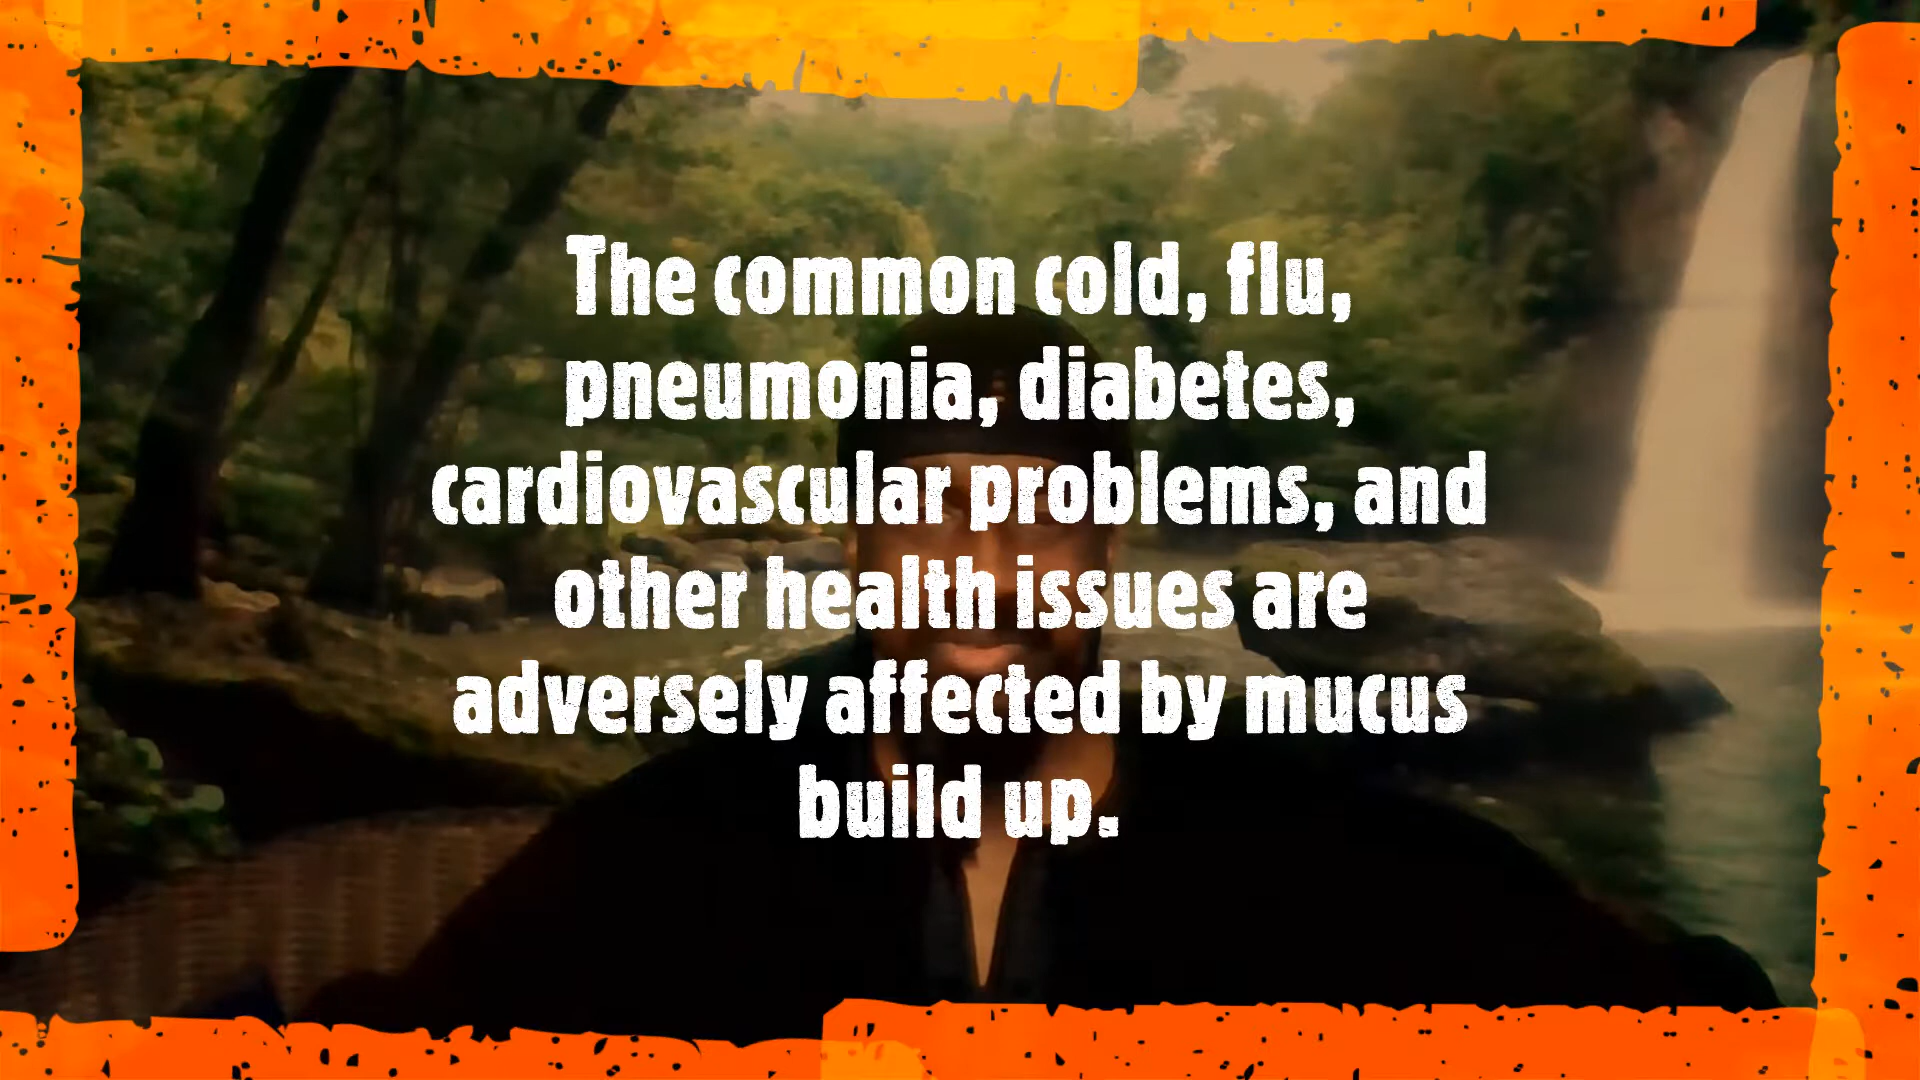 The common cold, flu,
pneumonia, diabetes,
cardiovascular problems, and
other health issues are
adversely affected by mucus
build up.